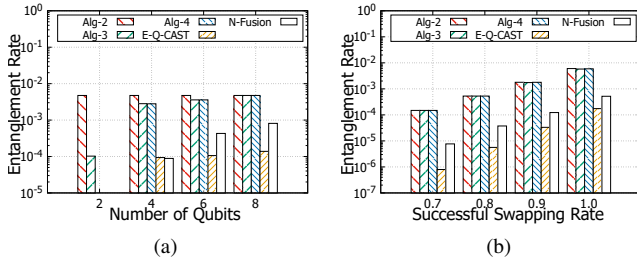 Alg-2 Alg-4 N-Fusion
Alg-3 E-Q-CAST
Entanglement Rate
10^0
10^-1
10^-2
10^-3
10^-4
10^-5
2 4 6 8
Number of Qubits
(a)
Alg-2 Alg-4 N-Fusion
Alg-3 E-Q-CAST
Entanglement Rate
10^0
10^-1
10^-2
10^-3
10^-4
10^-5
10^-6
10^-7
0.7 0.8 0.9 1.0
Successful Swapping Rate
(b)